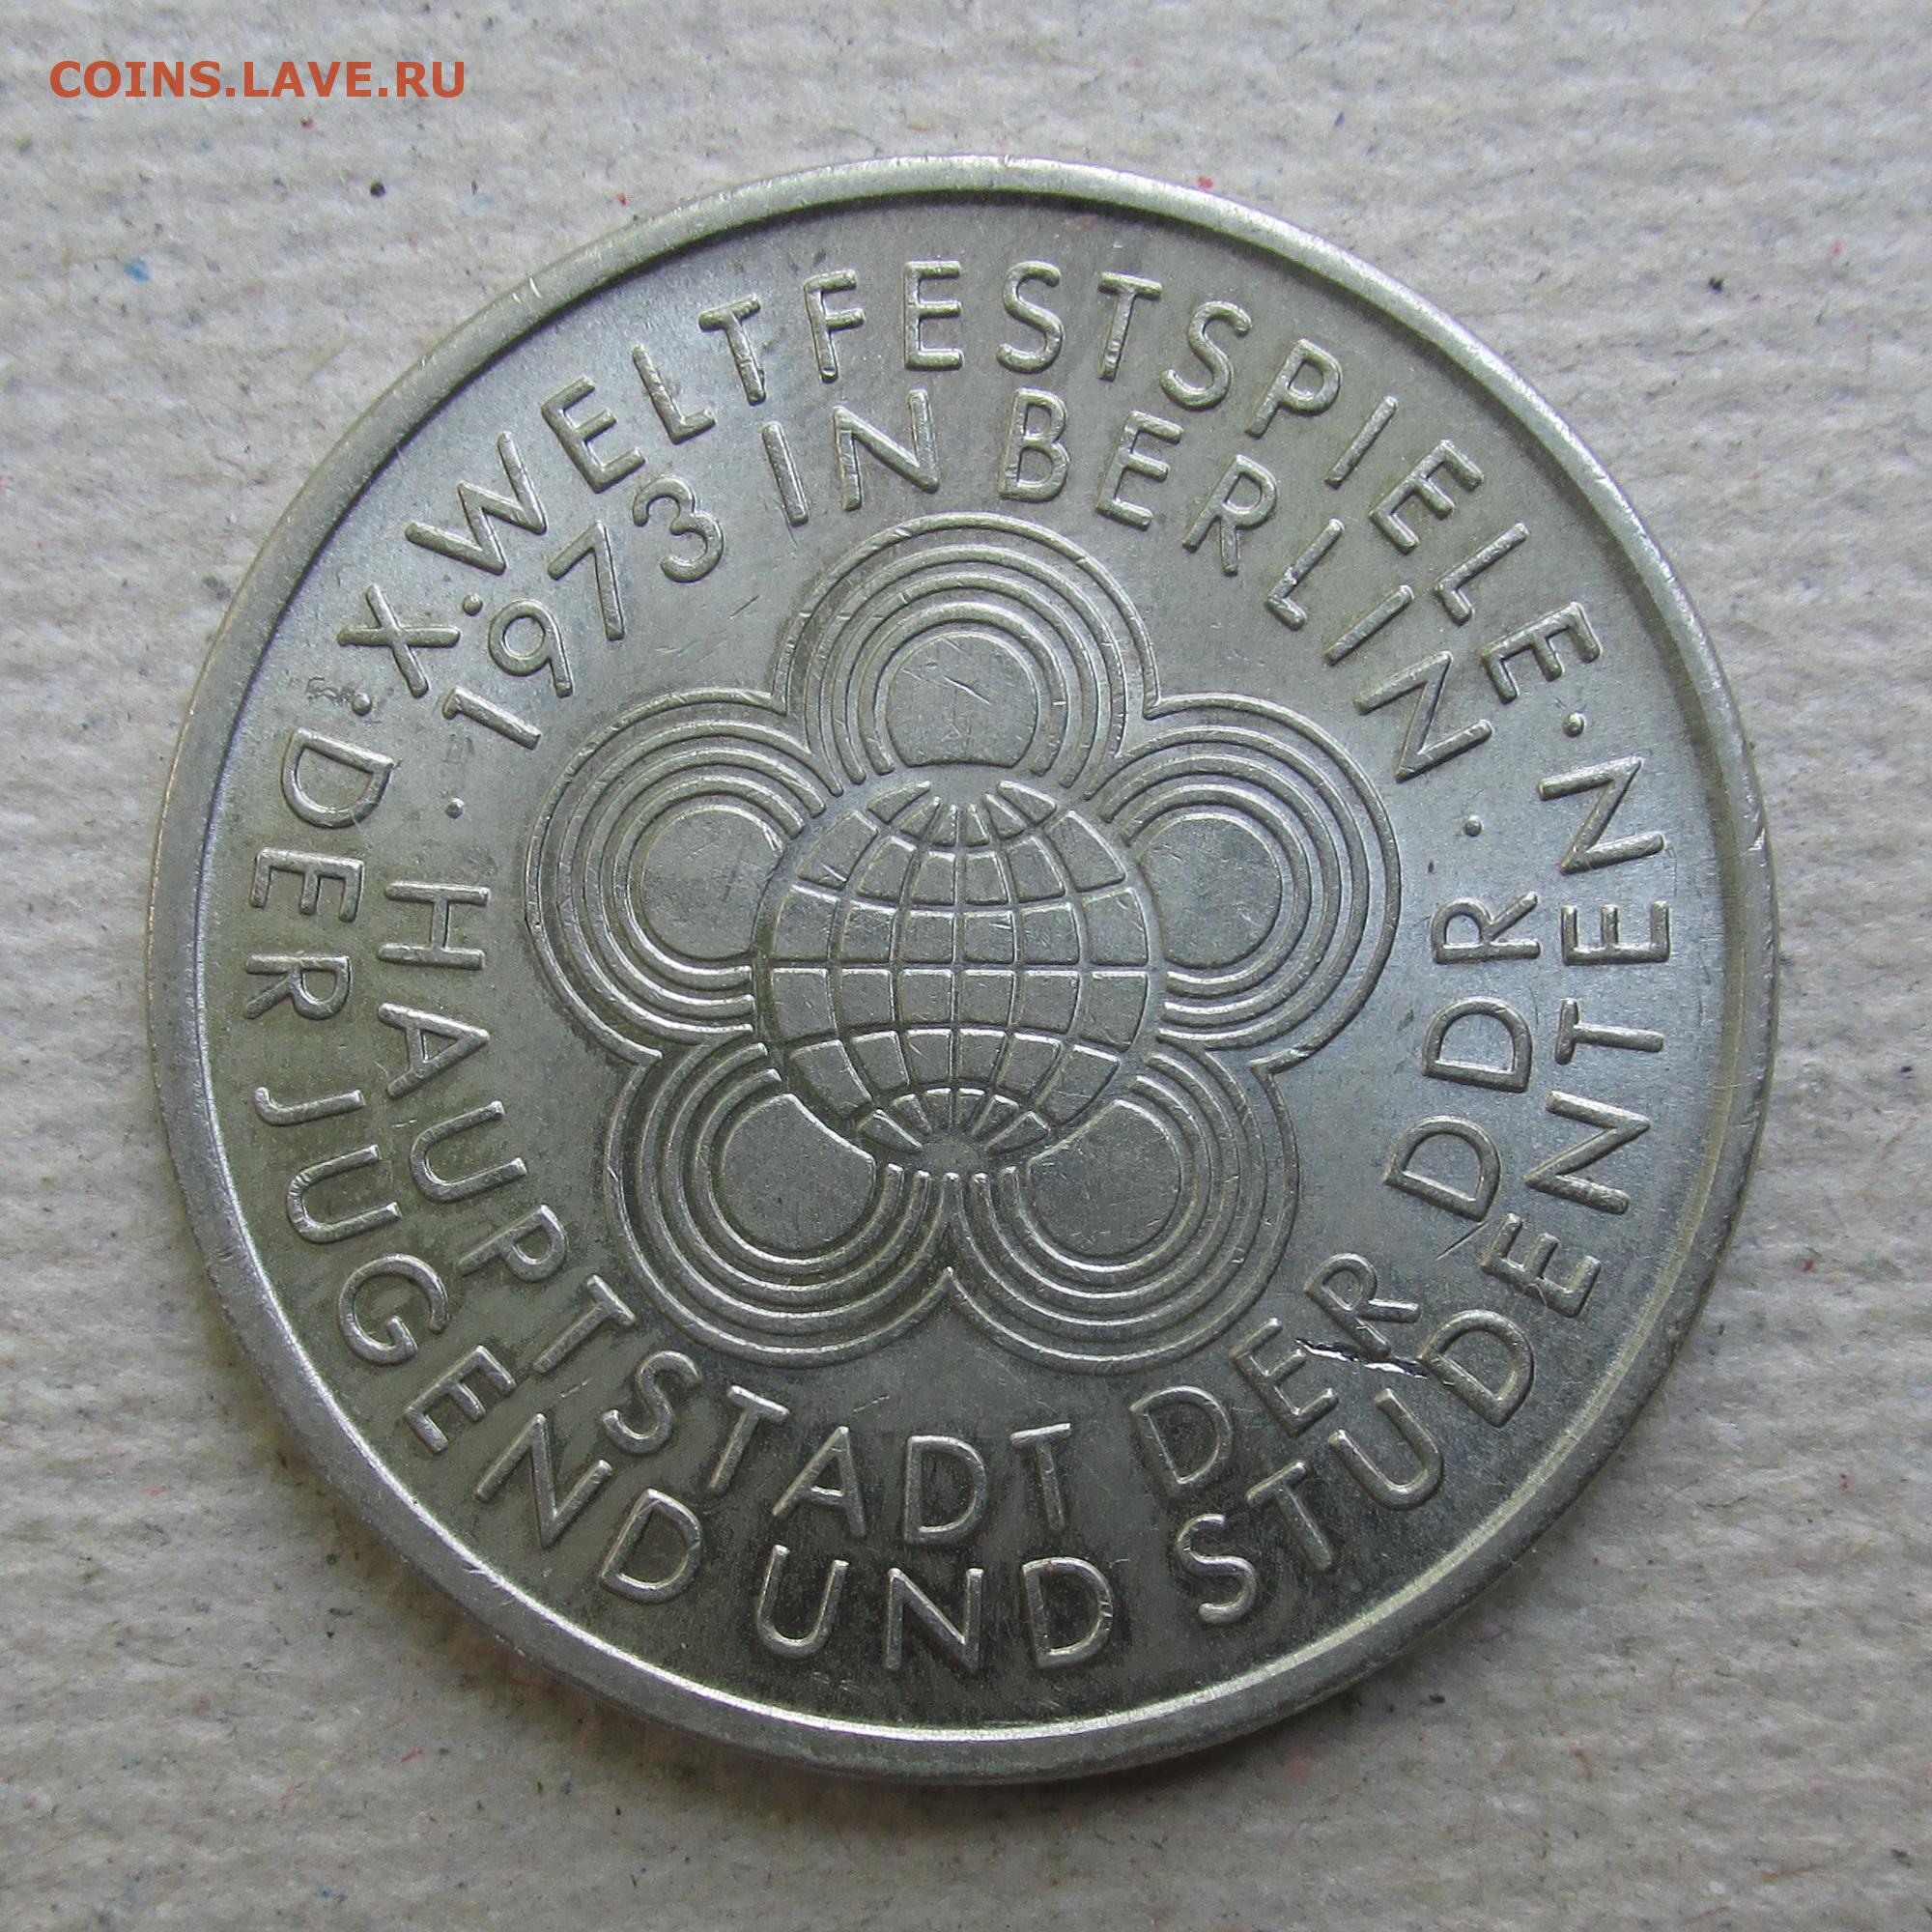 COINS.LAVE.RU
X. WELTFESTSPIELE · DER JUGEND UND STUDENTEN ·
1973 IN BERLIN · HAUPTSTADT DER DDR ·